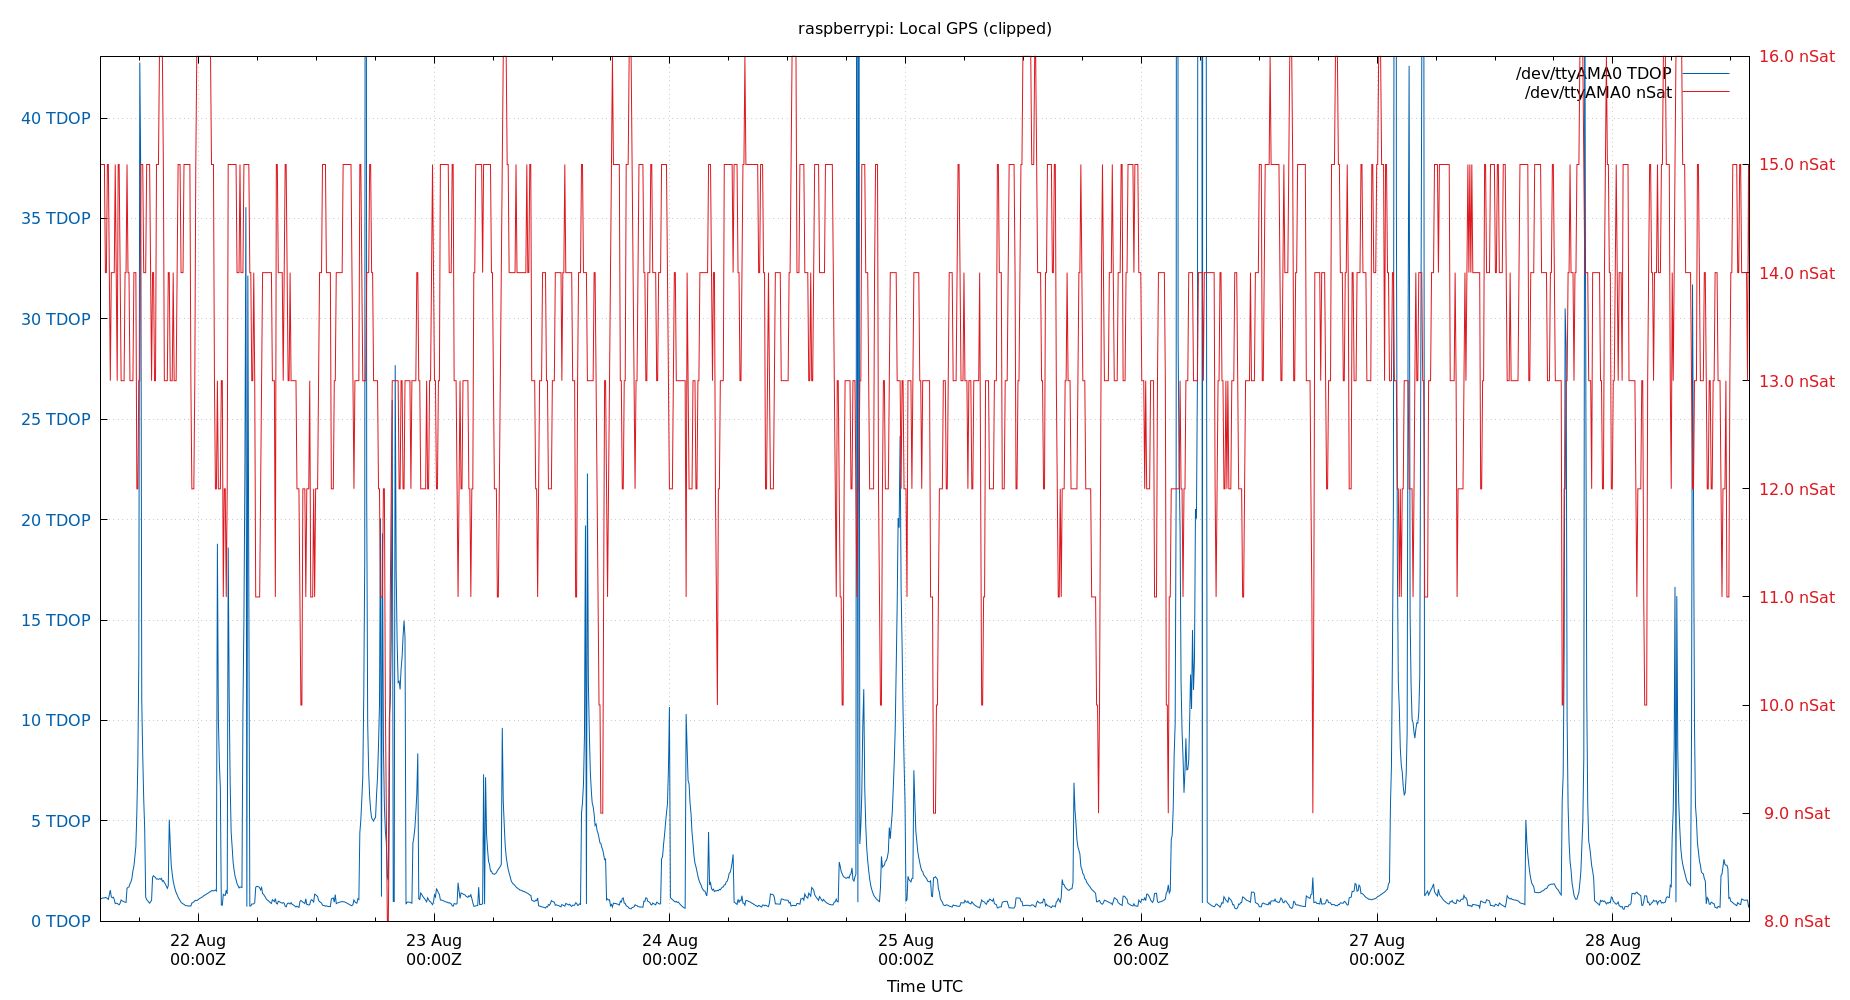 raspberrypi: Local GPS (clipped)
/dev/ttyAMA0 TDOP
/dev/ttyAMA0 nSat
40 TDOP
35 TDOP
30 TDOP
25 TDOP
20 TDOP
15 TDOP
10 TDOP
5 TDOP
0 TDOP
16.0 nSat
15.0 nSat
14.0 nSat
13.0 nSat
12.0 nSat
11.0 nSat
10.0 nSat
9.0 nSat
8.0 nSat
22 Aug
00:00Z
23 Aug
00:00Z
24 Aug
00:00Z
25 Aug
00:00Z
26 Aug
00:00Z
27 Aug
00:00Z
28 Aug
00:00Z
Time UTC